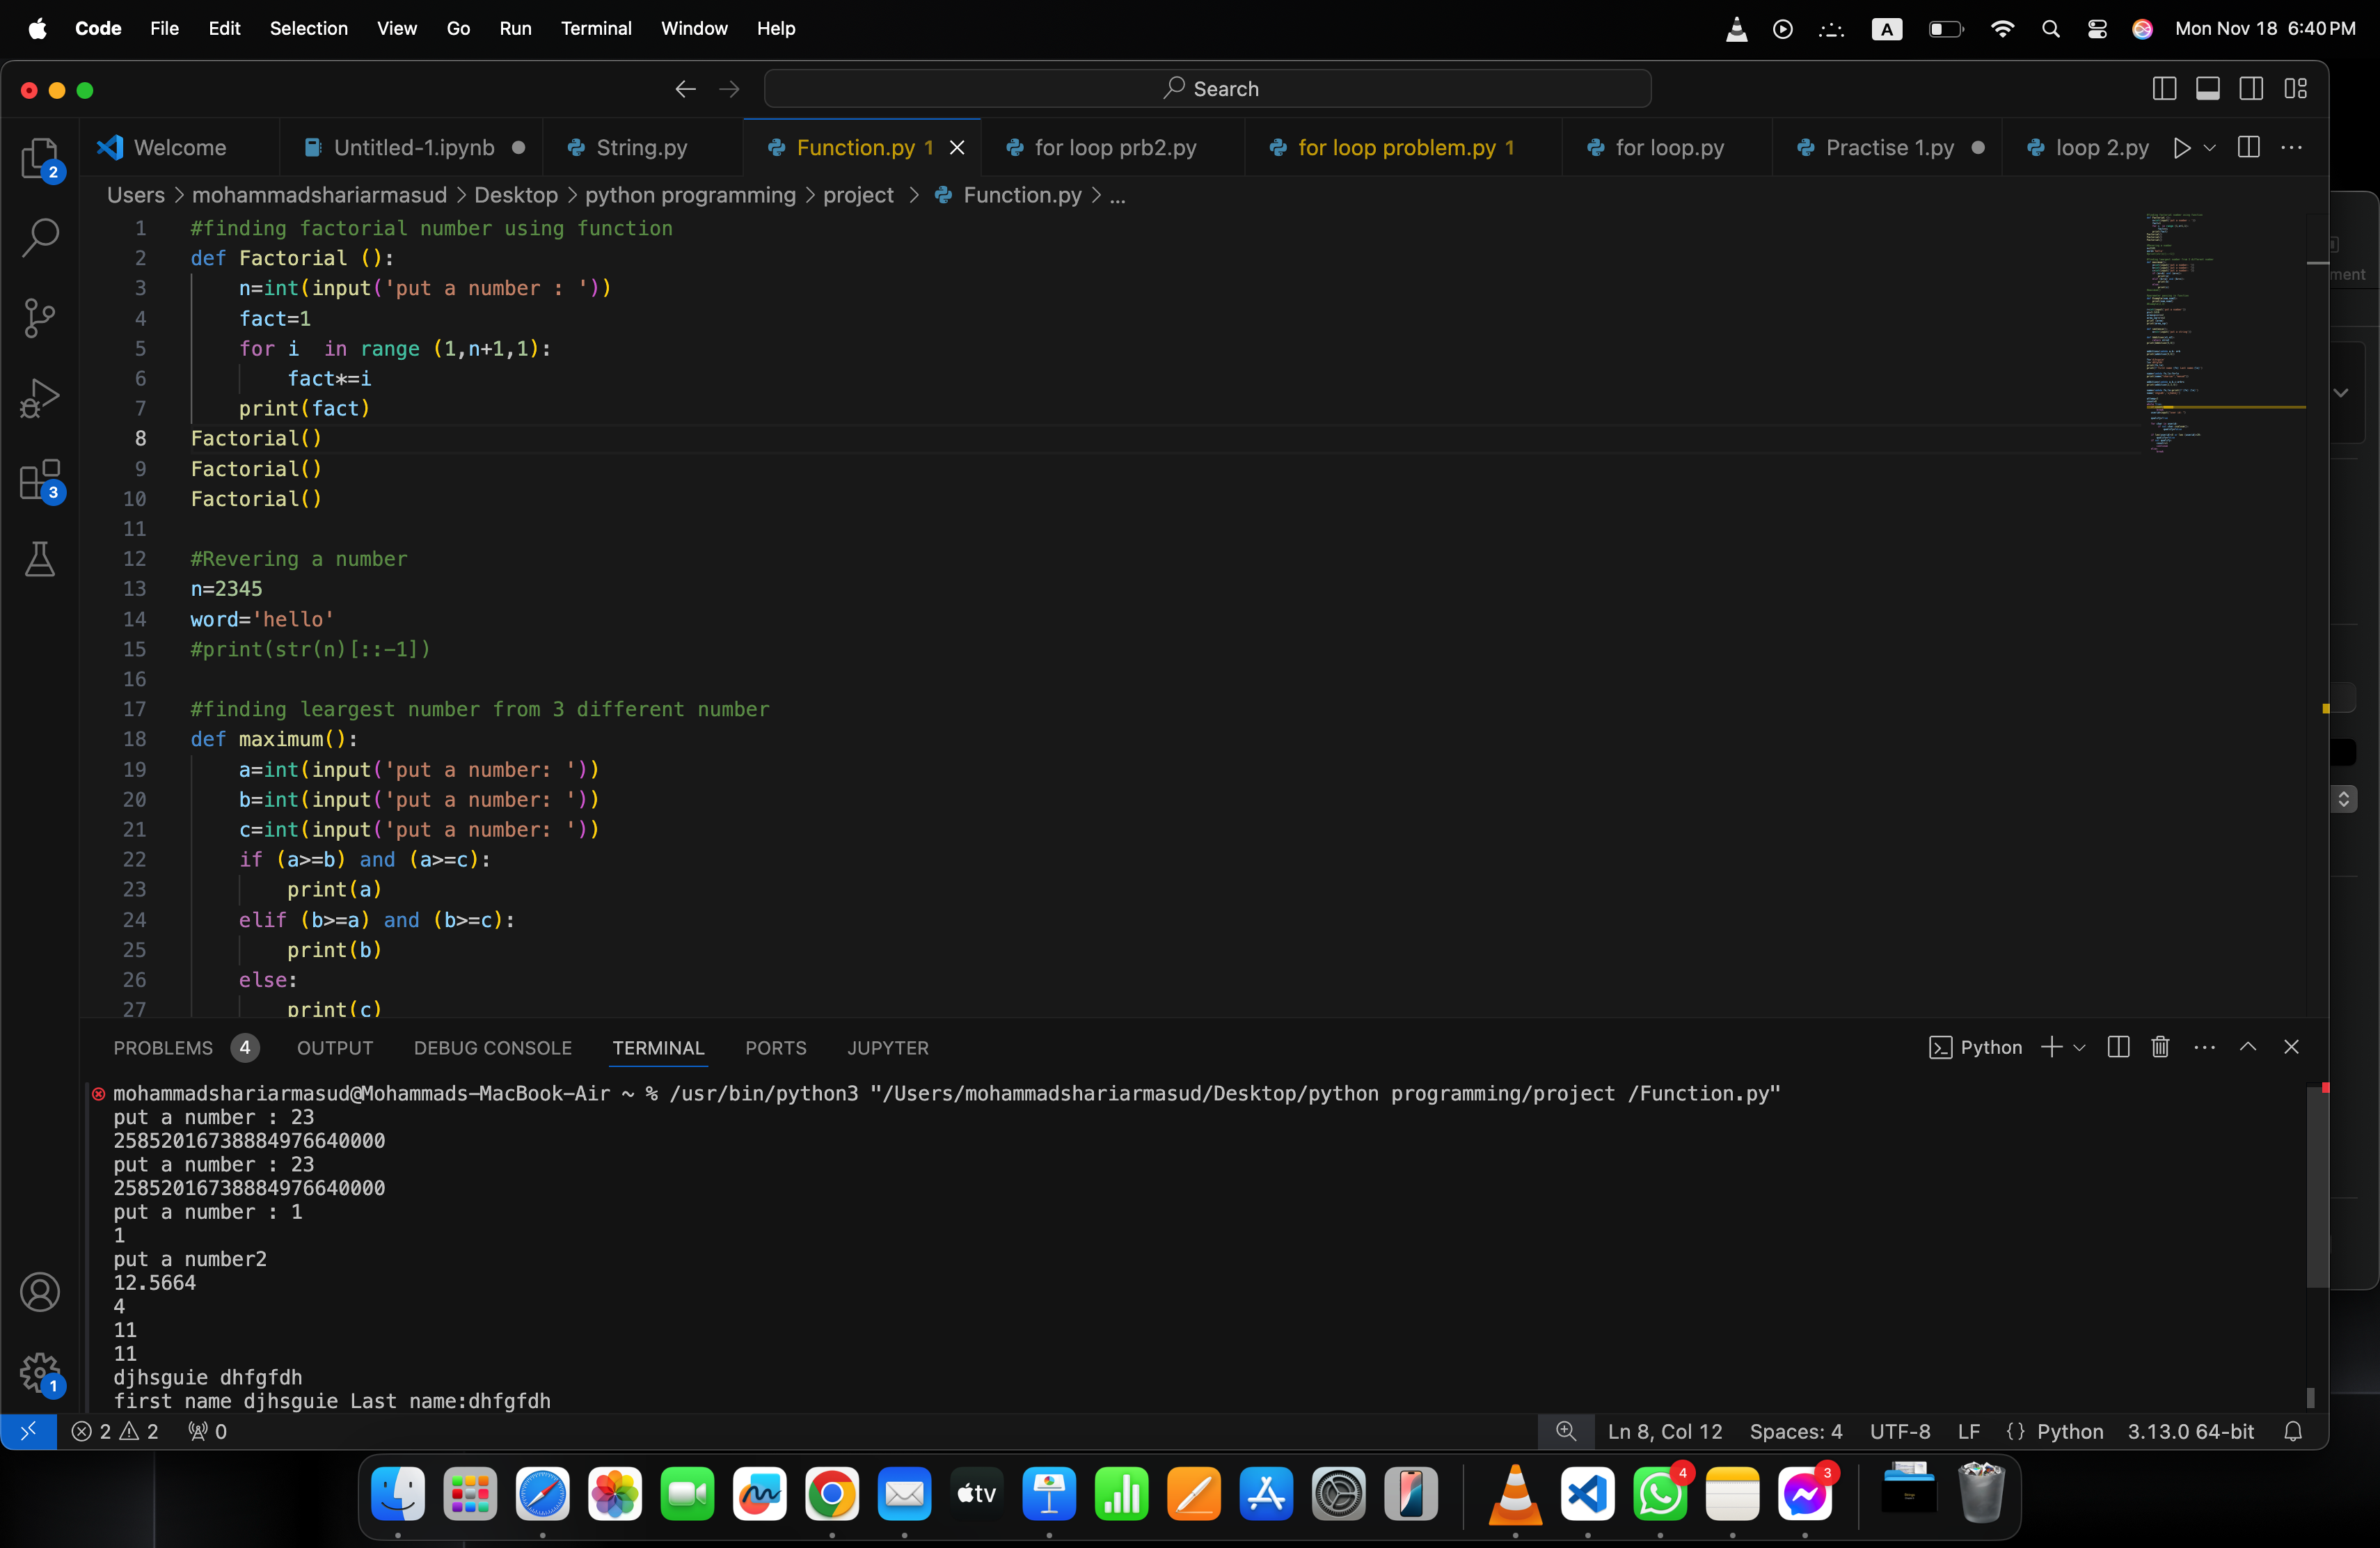 Code File Edit Selection View Go Run Terminal Window Help A Mon Nov 18 6:40 PM
Search
2
Welcome Untitled-1.ipynb String.py Function.py 1 for loop prb2.py for loop problem.py 1 for loop.py Practise 1.py loop 2.py
Users > mohammadshariarmasud > Desktop > python programming > project > Function.py > ...
1 #finding factorial number using function
2 def Factorial ():
3 n=int(input('put a number : '))
4 fact=1
5 for i  in range (1,n+1,1):
6 fact*=i
7 print(fact)
8 Factorial()
9 Factorial()
10 Factorial()
11
12 #Revering a number
13 n=2345
14 word='hello'
15 #print(str(n)[::-1])
16
17 #finding leargest number from 3 different number
18 def maximum():
19 a=int(input('put a number: '))
20 b=int(input('put a number: '))
21 c=int(input('put a number: '))
22 if (a>=b) and (a>=c):
23 print(a)
24 elif (b>=a) and (b>=c):
25 print(b)
26 else:
27 print(c)
3
ment
PROBLEMS 4 OUTPUT DEBUG CONSOLE TERMINAL PORTS JUPYTER Python
mohammadshariarmasud@Mohammads-MacBook-Air ~ % /usr/bin/python3 "/Users/mohammadshariarmasud/Desktop/python programming/project /Function.py"
put a number : 23
25852016738884976640000
put a number : 23
25852016738884976640000
put a number : 1
1
put a number2
12.5664
4
11
11
djhsguie dhfgfdh
first name djhsguie Last name:dhfgfdh
1
2 2 0 Ln 8, Col 12 Spaces: 4 UTF-8 LF {} Python 3.13.0 64-bit
tv 4 3